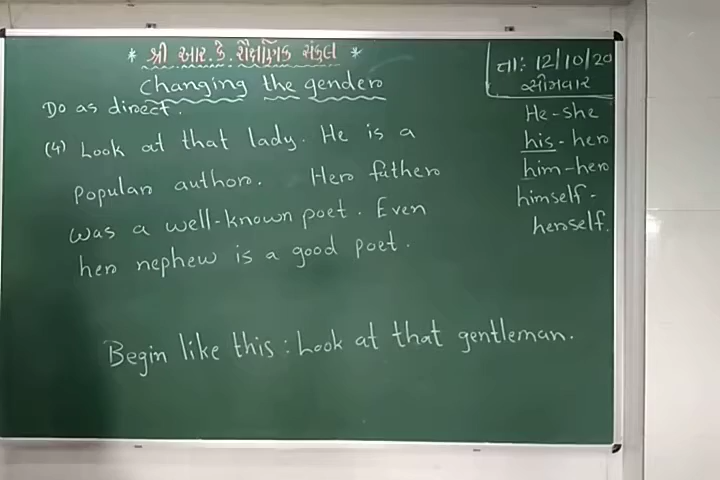 * શ્રી આર. કે. શૈક્ષણિક સંકુલ *
તા: 12/10/20
સોમવાર
Changing the gender
Do as direct.
(4) Look at that lady. He is a
Popular author. Her father
was a well-known poet. Even
her nephew is a good poet.
Begin like this: Look at that gentleman.
He-she
his-her
him-her
himself-
herself.